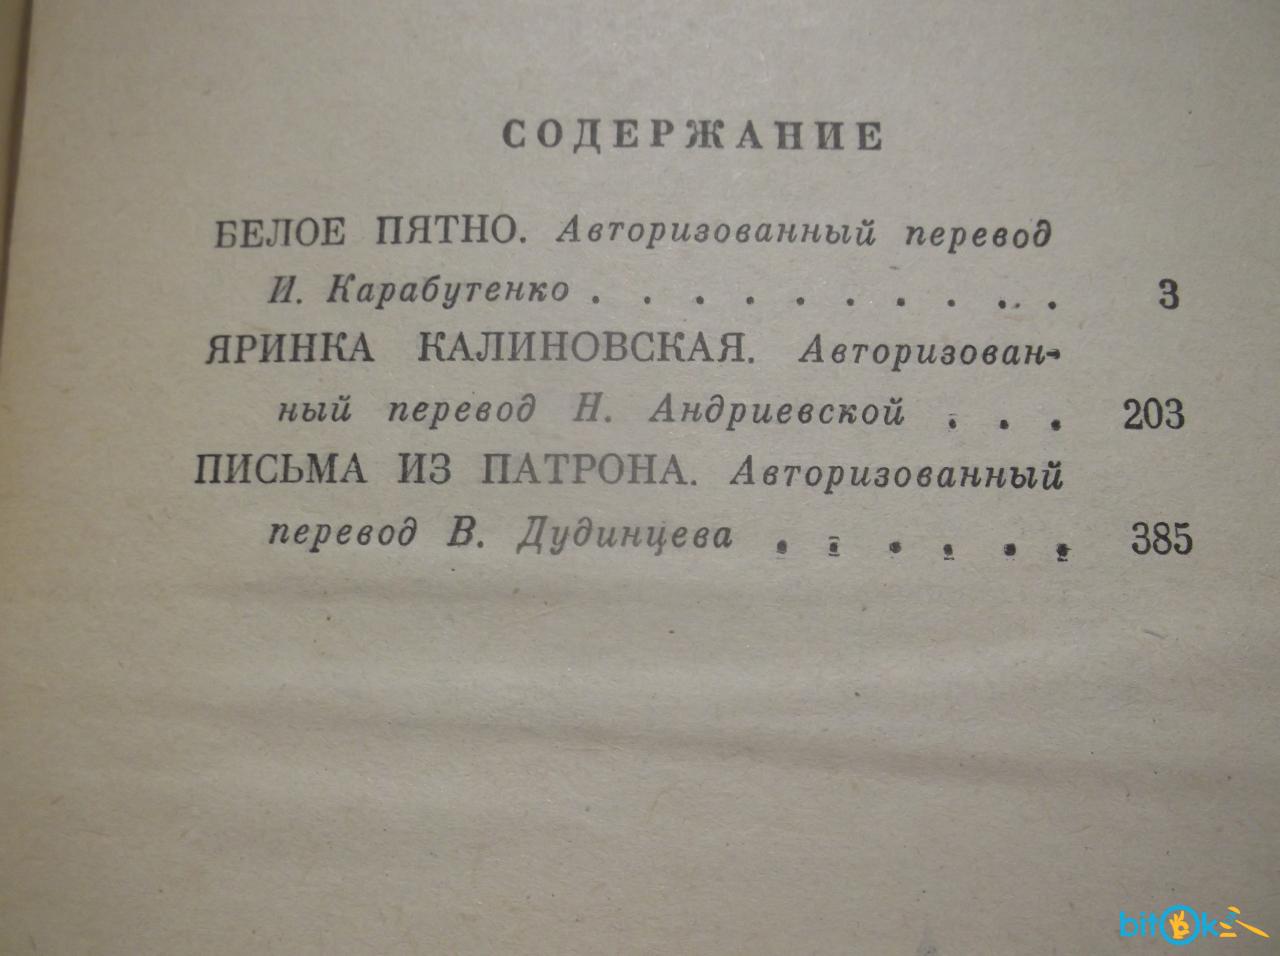 СОДЕРЖАНИЕ
БЕЛОЕ ПЯТНО. Авторизованный перевод
И. Карабутенко . . . . . . . . . . 3
ЯРИНКА КАЛИНОВСКАЯ. Авторизован-
ный перевод Н. Андриевской . . . 203
ПИСЬМА ИЗ ПАТРОНА. Авторизованный
перевод В. Дудинцева . . . . . . 385
bitok